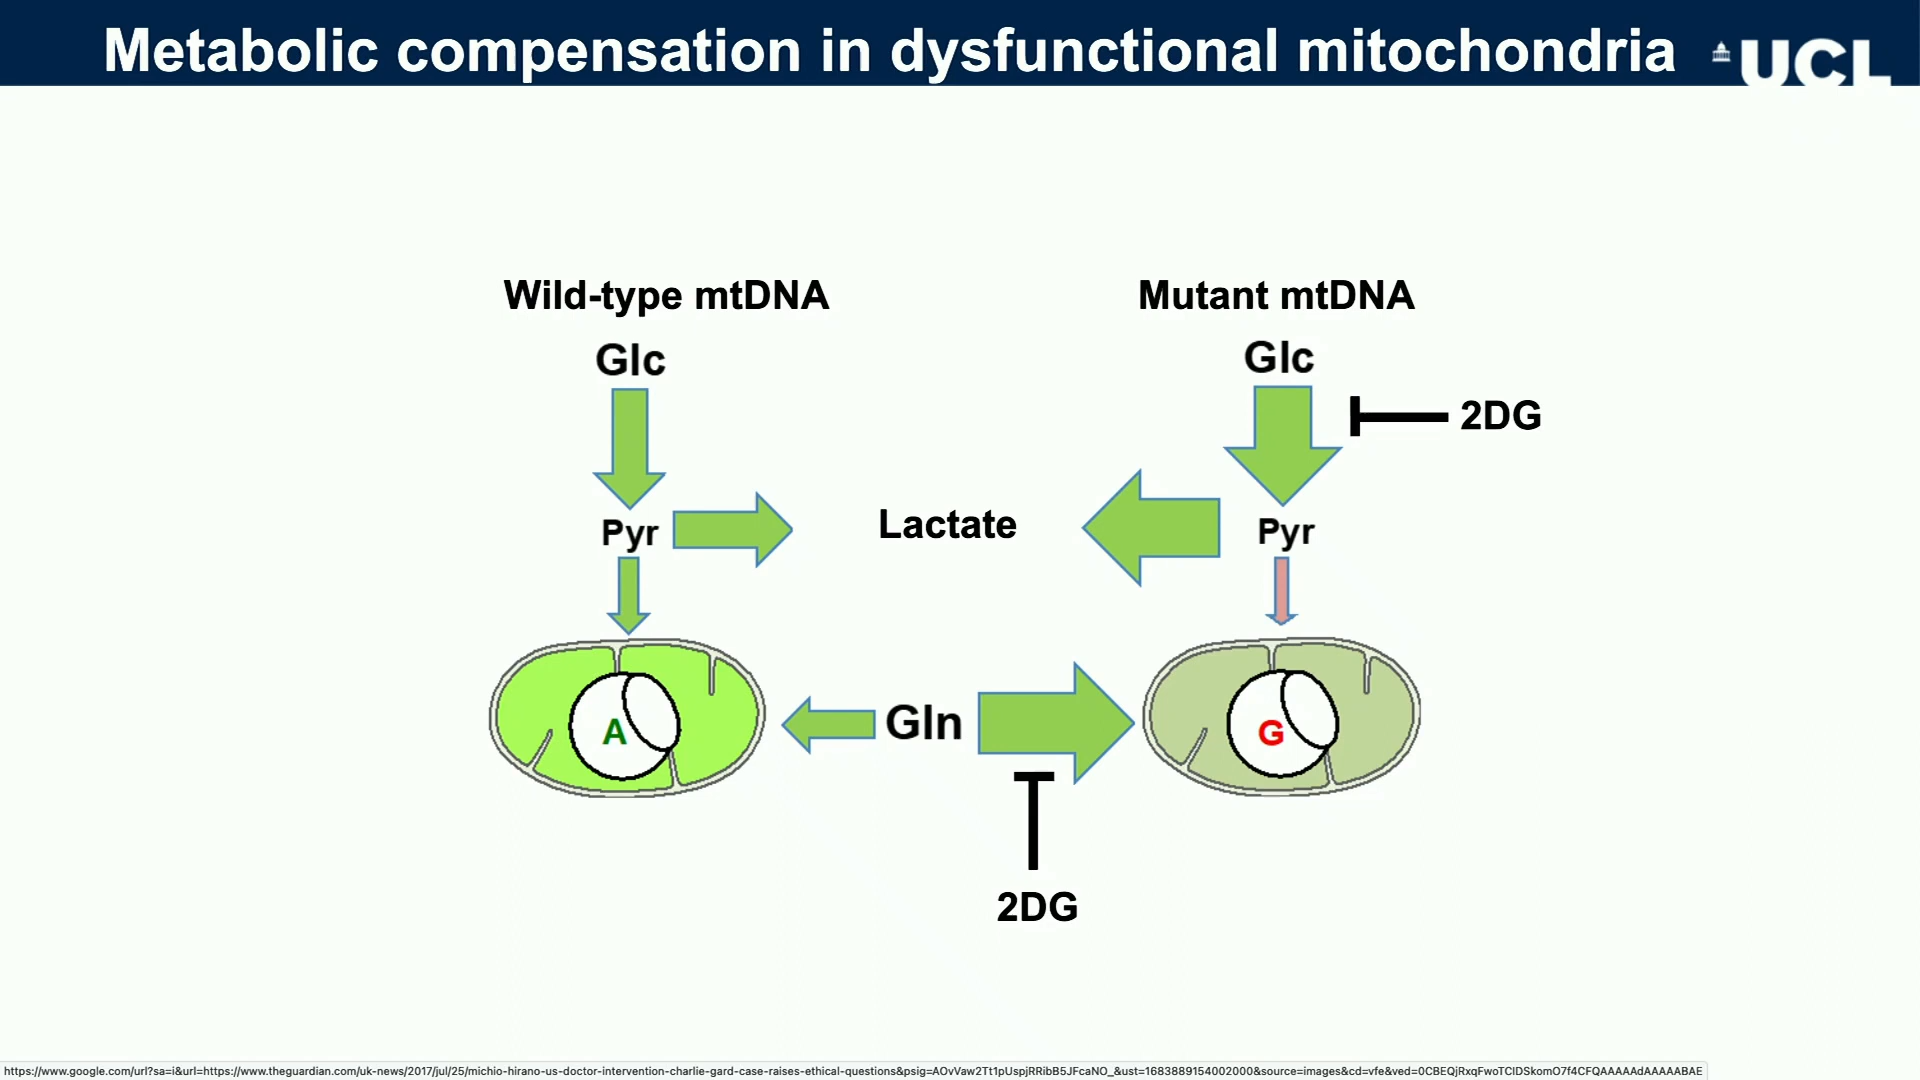 Metabolic compensation in dysfunctional mitochondria
UCL
Wild-type mtDNA
Mutant mtDNA
Glc
Glc
2DG
Pyr
Lactate
Pyr
A
Gln
G
2DG
https://www.google.com/url?sa=i&url=https://www.theguardian.com/uk-news/2017/jul/25/michio-hirano-us-doctor-intervention-charlie-gard-case-raises-ethical-questions&psig=AOvVaw2Tt1pUspjRRibB5JFcaNO_&ust=1683889154002000&source=images&cd=vfe&ved=0CBEQjRxqFwoTCIDSkomO7f4CFQAAAAAdAAAAABAE